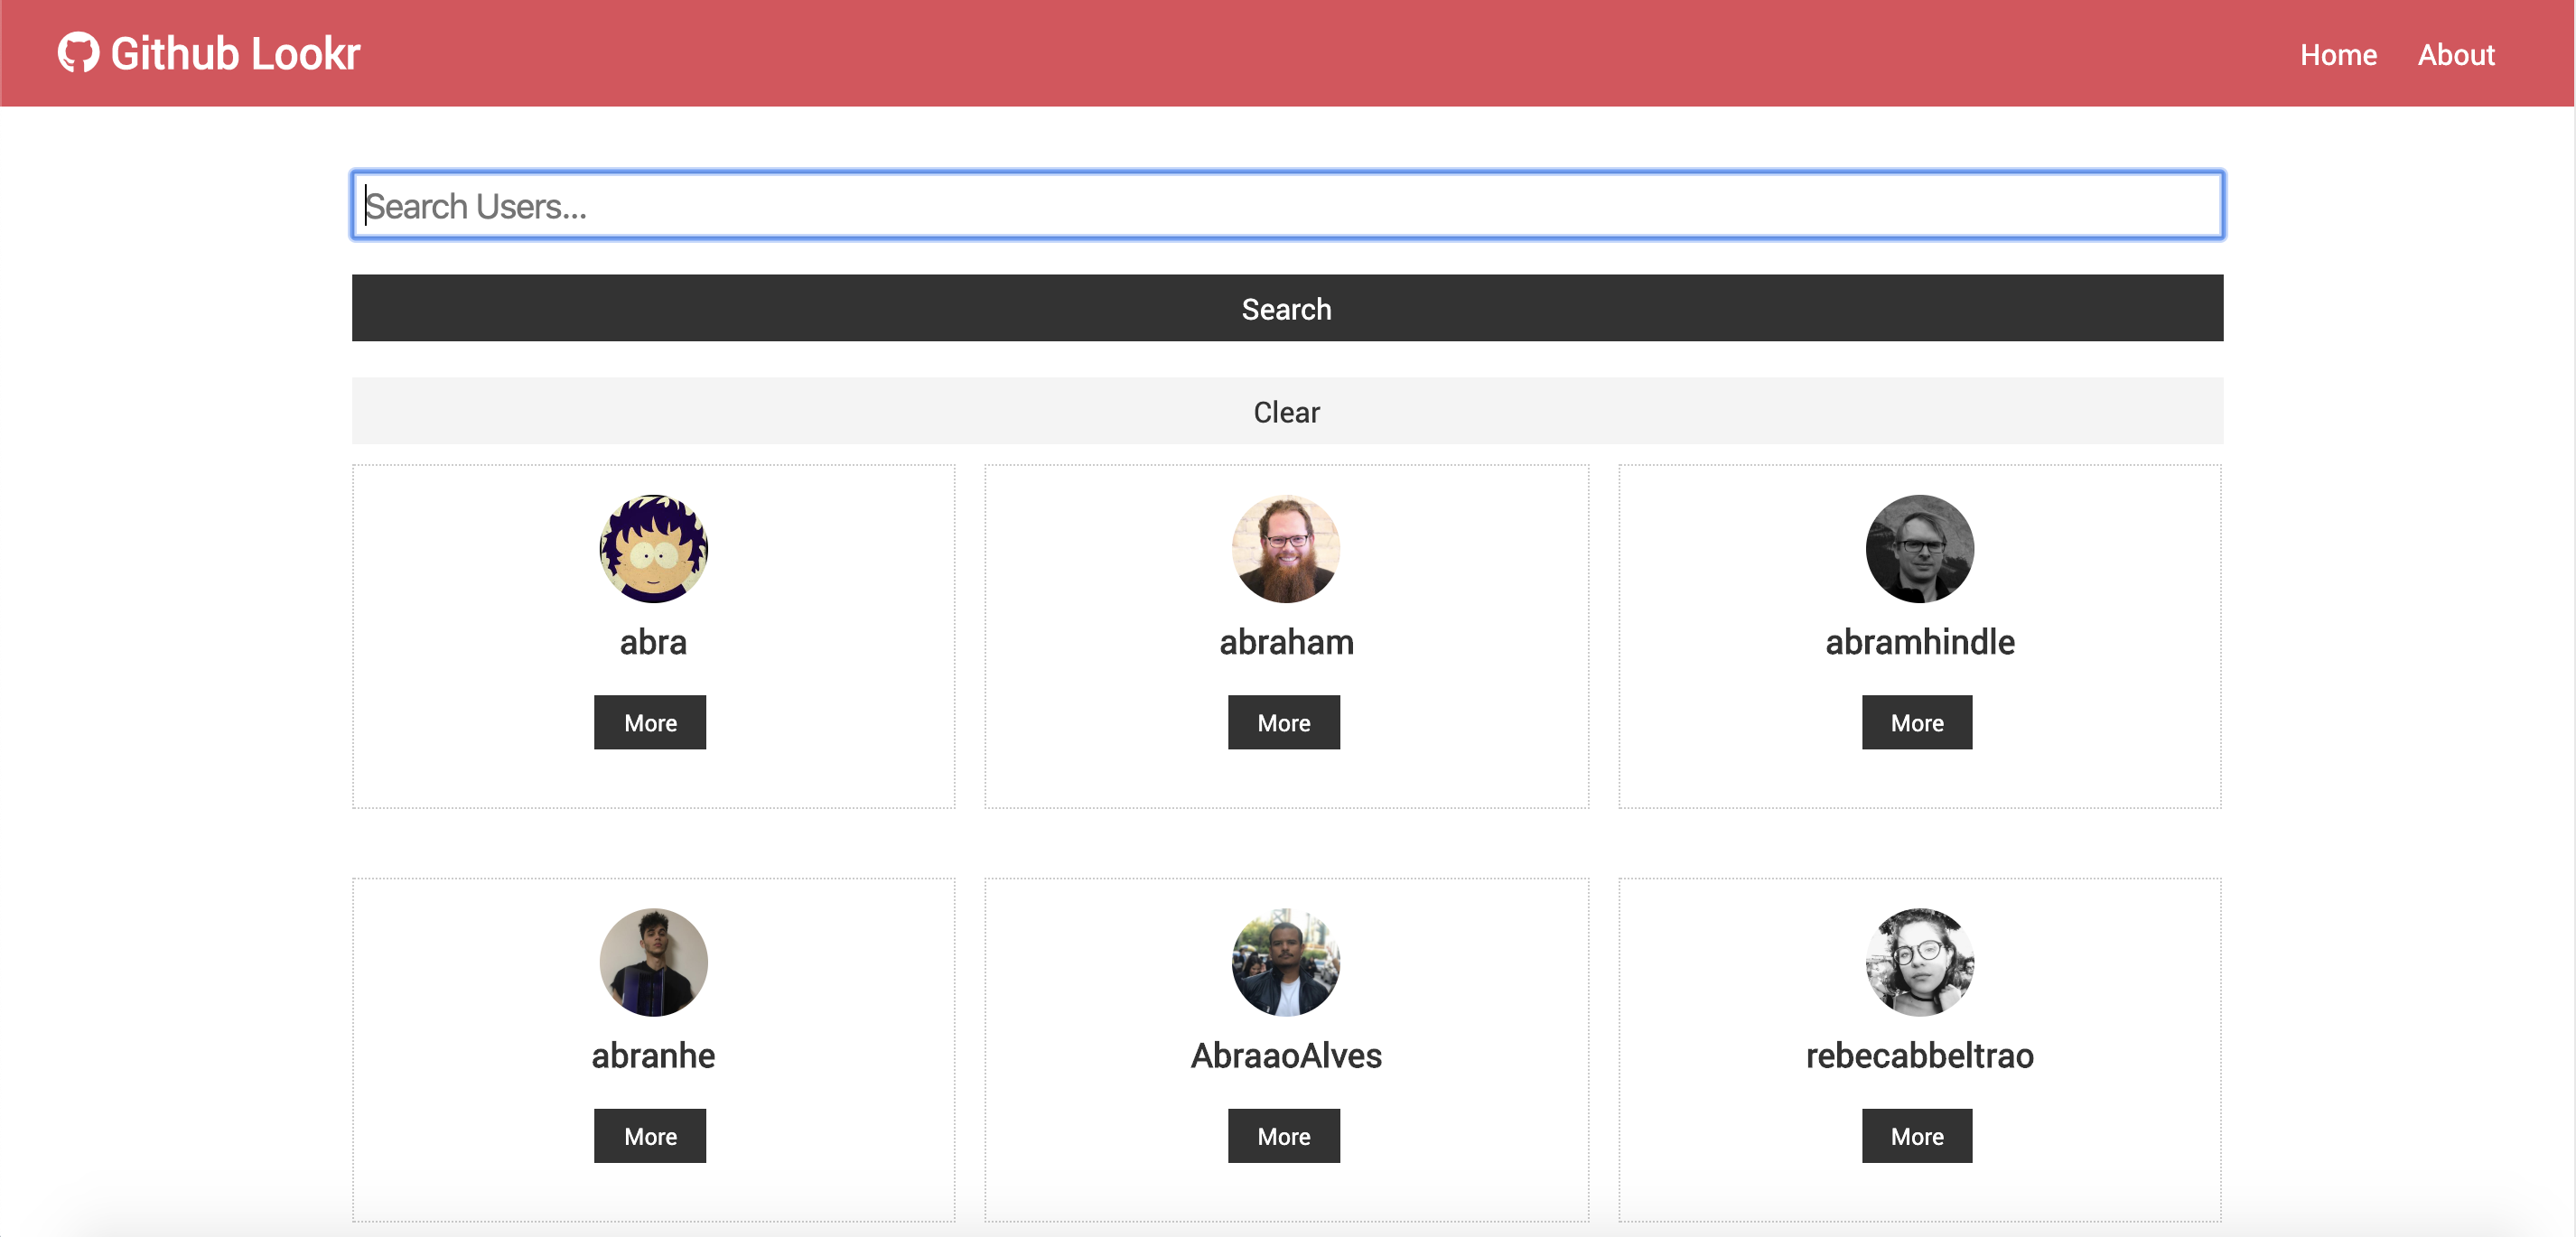 Github Lookr
Home About
Search Users...
Search
Clear
abra
abraham
abramhindle
More
More
More
abranhe
AbraaoAlves
rebecabbeltrao
More
More
More